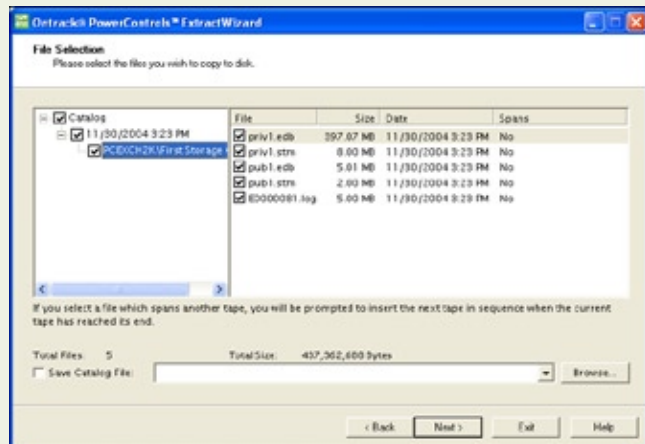 Ontrack® PowerControls™ ExtractWizard
File Selection
Please select the files you wish to copy to disk.
Catalog
11/30/2004 3:23 PM
PCEXCH2K\First Storage
File Size Date Spans
priv1.edb 397.07 MB 11/30/2004 3:23 PM No
priv1.stm 8.00 MB 11/30/2004 3:23 PM No
pub1.edb 5.01 MB 11/30/2004 3:23 PM No
pub1.stm 2.00 MB 11/30/2004 3:23 PM No
E0000081.log 5.00 MB 11/30/2004 3:23 PM No
If you select a file which spans another tape, you will be prompted to insert the next tape in sequence when the current
tape has reached its end.
Total Files: 5 Total Size: 437,362,688 Bytes
Save Catalog File: Browse...
< Back Next > Exit Help